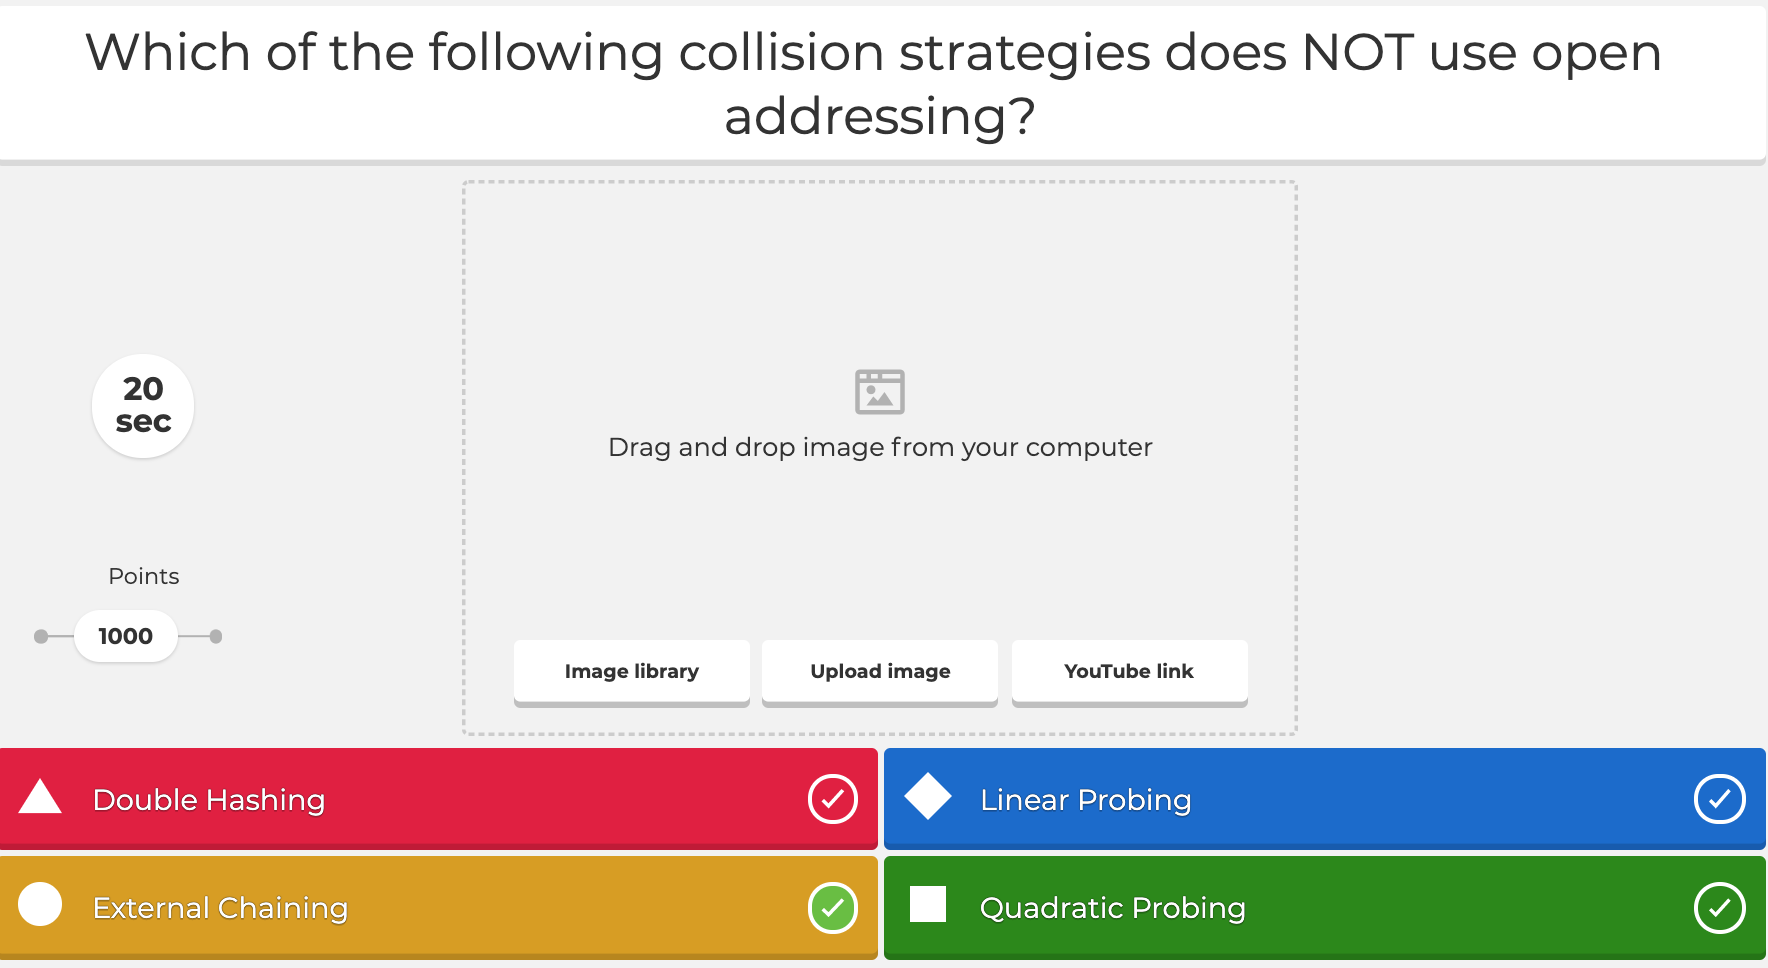 Which of the following collision strategies does NOT use open
addressing?
20
sec
Drag and drop image from your computer
Points
1000
Image library
Upload image
YouTube link
Double Hashing
Linear Probing
External Chaining
Quadratic Probing